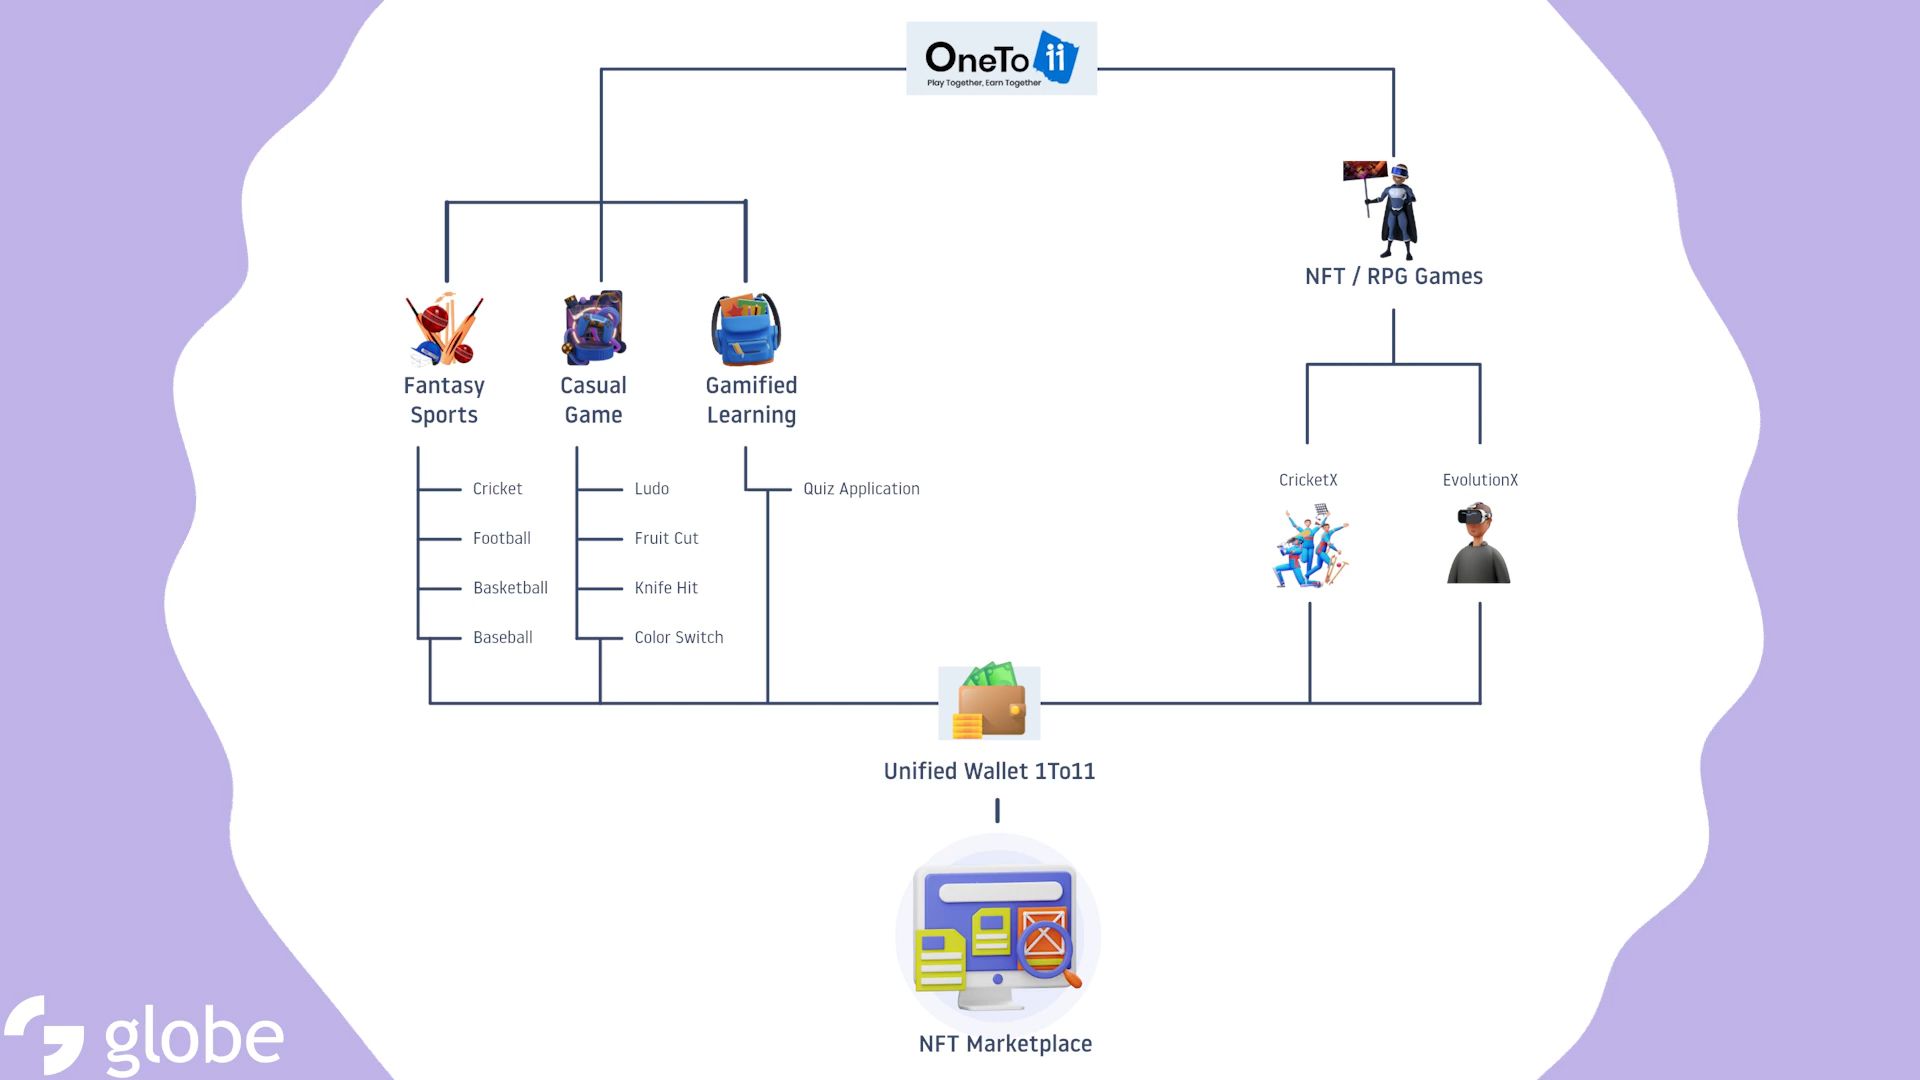 OneTo 11
Play Together, Earn Together
NFT / RPG Games
Fantasy
Sports
Casual
Game
Gamified
Learning
Cricket
Football
Basketball
Baseball
Ludo
Fruit Cut
Knife Hit
Color Switch
Quiz Application
CricketX
EvolutionX
Unified Wallet 1To11
NFT Marketplace
globe